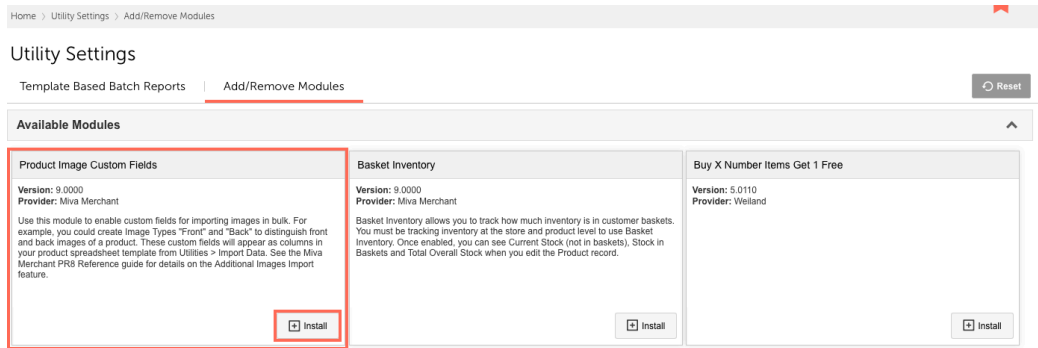 Home > Utility Settings > Add/Remove Modules
Utility Settings
Template Based Batch Reports
Add/Remove Modules
Reset
Available Modules
Product Image Custom Fields
Version: 9.0000
Provider: Miva Merchant
Use this module to enable custom fields for importing images in bulk. For
example, you could create Image Types "Front" and "Back" to distinguish front
and back images of a product. These custom fields will appear as columns in
your product spreadsheet template from Utilities > Import Data. See the Miva
Merchant PR8 Reference guide for details on the Additional Images Import
feature.
Install
Basket Inventory
Version: 9.0000
Provider: Miva Merchant
Basket Inventory allows you to track how much inventory is in customer baskets.
You must be tracking inventory at the store and product level to use Basket
Inventory. Once enabled, you can see Current Stock (not in baskets), Stock in
Baskets and Total Overall Stock when you edit the Product record.
Install
Buy X Number Items Get 1 Free
Version: 5.0110
Provider: Weiland
Install